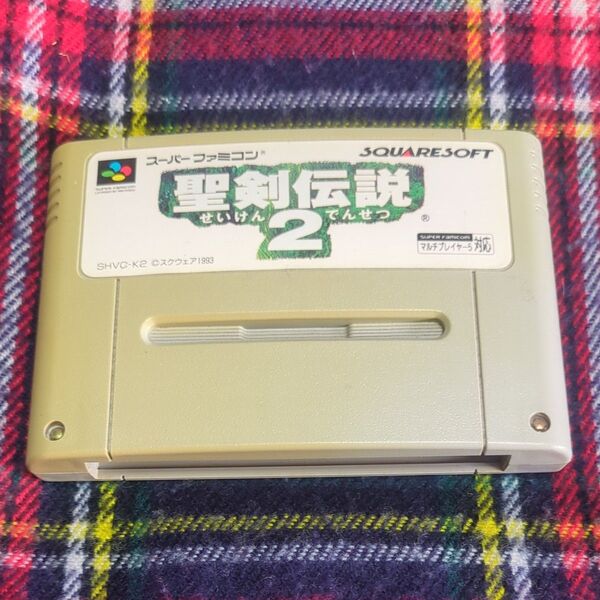 スーパーファミコン®
SQUARESOFT
聖剣伝説
せいけん でんせつ
2
®
SUPER FAMICOM
マルチプレイヤー5 対応
SHVC-K2 ©スクウェア1993